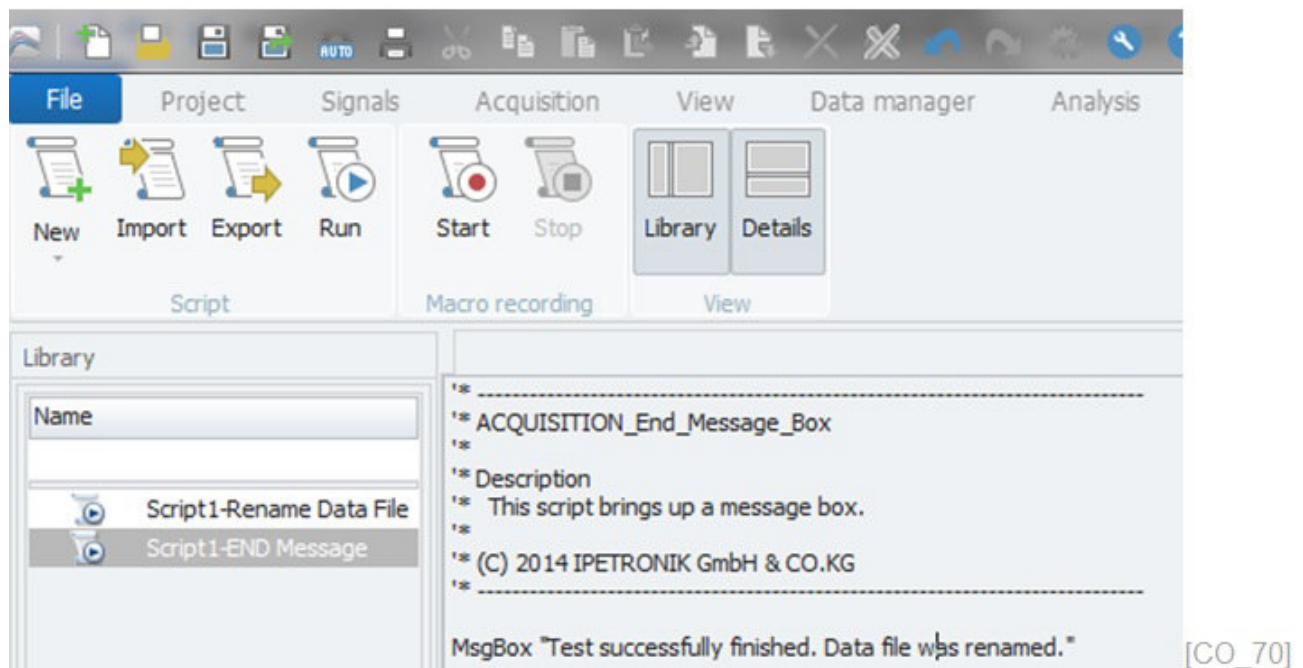 AUTO
File Project Signals Acquisition View Data manager Analysis
New Import Export Run Start Stop Library Details
Script Macro recording View
Library
Name
Script1-Rename Data File
Script1-END Message
'* ----------------------------------------------------------------
'* ACQUISITION_End_Message_Box
'*
'* Description
'* This script brings up a message box.
'*
'* (C) 2014 IPETRONIK GmbH & CO.KG
'* ----------------------------------------------------------------
MsgBox "Test successfully finished. Data file was renamed."
[CO_70]